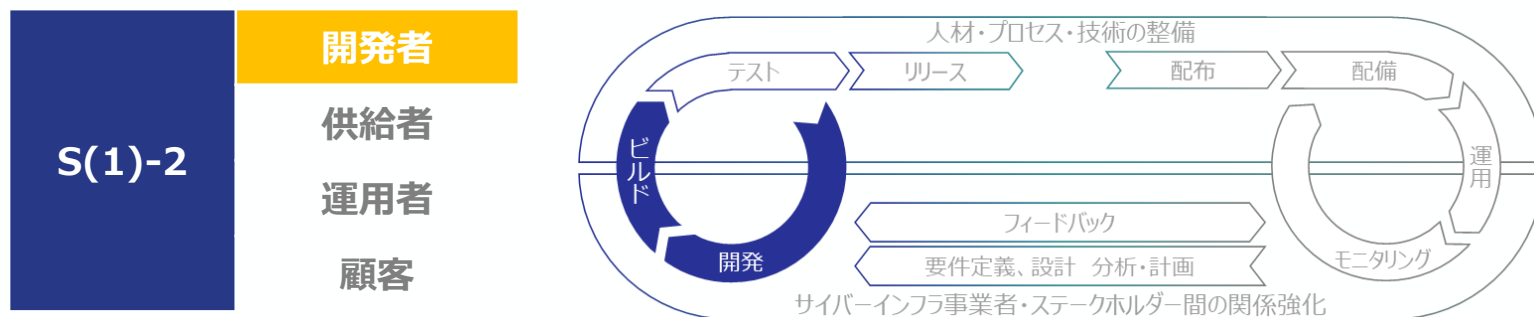 S(1)-2
開発者
供給者
運用者
顧客
人材・プロセス・技術の整備
テスト
リリース
配布
配備
ビルド
運用
フィードバック
開発
要件定義、設計 分析・計画
モニタリング
サイバーインフラ事業者・ステークホルダー間の関係強化